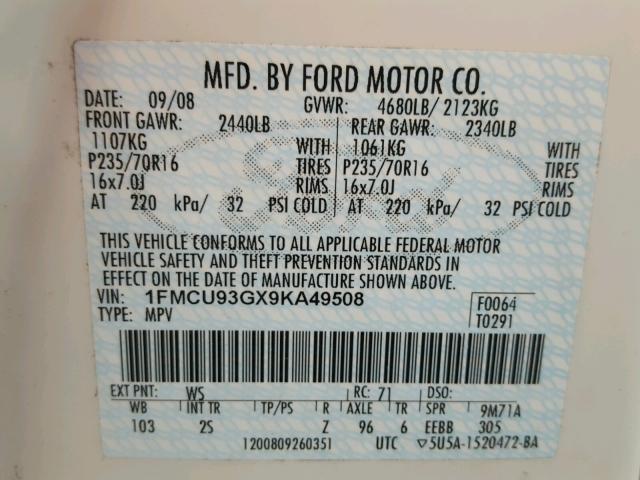 MFD. BY FORD MOTOR CO.
DATE: 09/08 GVWR: 4680LB/ 2123KG
FRONT GAWR: 2440LB REAR GAWR: 2340LB
1107KG WITH 1061KG WITH
P235/70R16 TIRES P235/70R16 TIRES
16x7.0J RIMS 16x7.0J RIMS
AT 220 kPa/ 32 PSI COLD AT 220 kPa/ 32 PSI COLD
Ford
THIS VEHICLE CONFORMS TO ALL APPLICABLE FEDERAL MOTOR
VEHICLE SAFETY AND THEFT PREVENTION STANDARDS IN
EFFECT ON THE DATE OF MANUFACTURE SHOWN ABOVE.
VIN: 1FMCU93GX9KA49508 F0064
TYPE: MPV T0291
EXT PNT: WS RC: 71 DSO:
WB INT TR TP/PS R AXLE TR SPR 9M71A
103 2S Z 96 6 EEBB 305
1200809260351 UTC ▽5U5A-1520472-BA